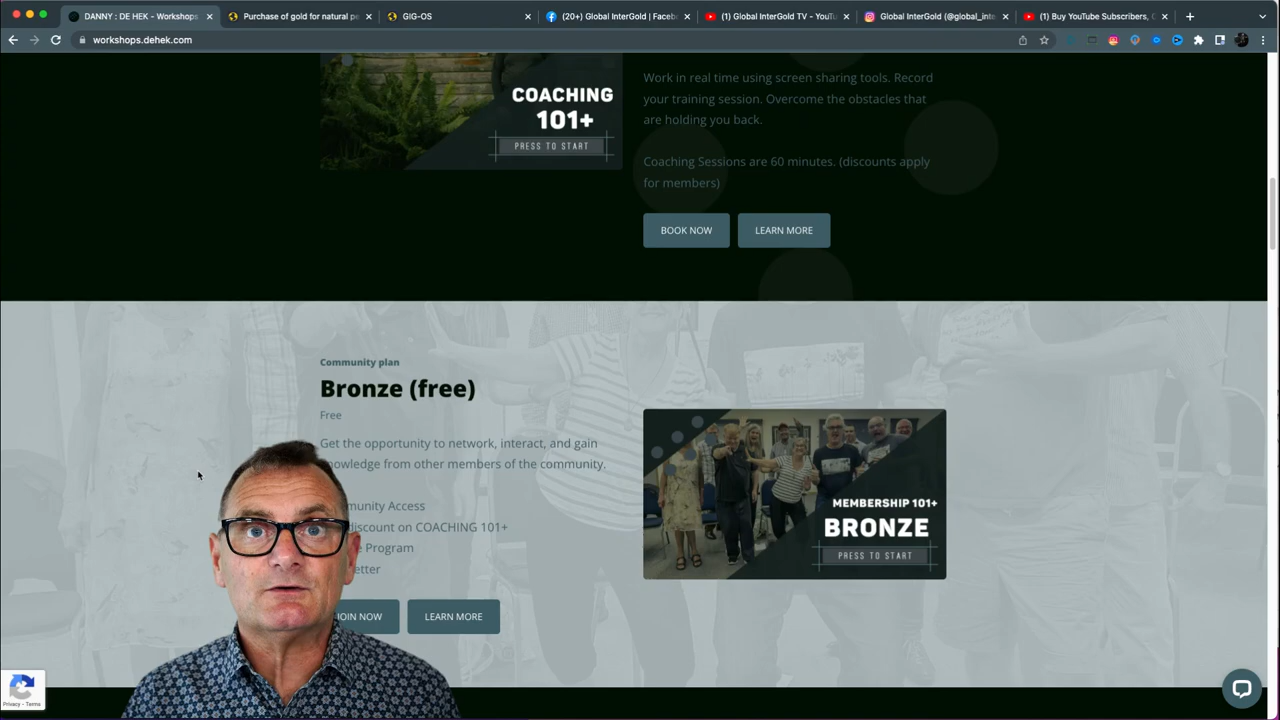 DANNY : DE HEK - Workshops
Purchase of gold for natural pe
GIG-OS
(20+) Global InterGold | Faceb
(1) Global InterGold TV - YouTu
Global InterGold (@global_inte
(1) Buy YouTube Subscribers, C
workshops.dehek.com
Work in real time using screen sharing tools. Record
your training session. Overcome the obstacles that
are holding you back.
COACHING
101+
PRESS TO START
Coaching Sessions are 60 minutes. (discounts apply
for members)
BOOK NOW
LEARN MORE
Community plan
Bronze (free)
Free
Get the opportunity to network, interact, and gain
nowledge from other members of the community.
munity Access
discount on COACHING 101+
e Program
etter
JOIN NOW
LEARN MORE
MEMBERSHIP 101+
BRONZE
PRESS TO START
Privacy - Terms